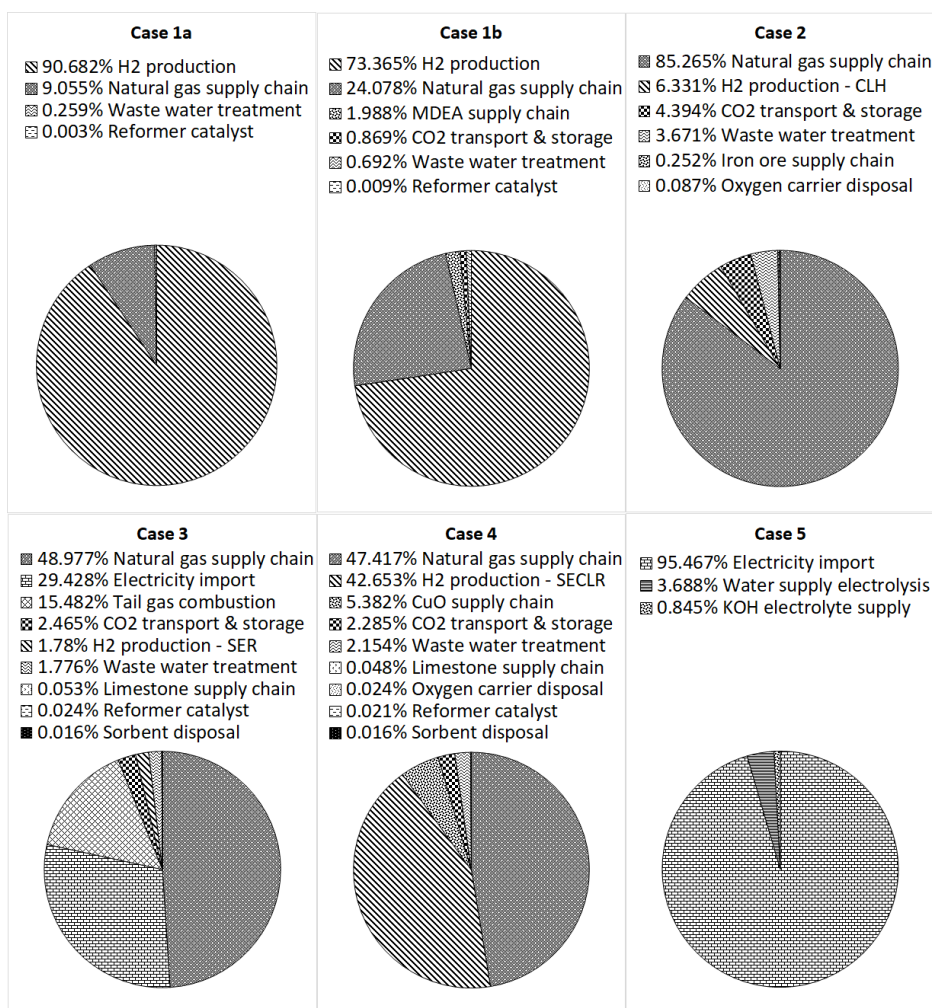 Case 1a
90.682% H2 production
9.055% Natural gas supply chain
0.259% Waste water treatment
0.003% Reformer catalyst
Case 1b
73.365% H2 production
24.078% Natural gas supply chain
1.988% MDEA supply chain
0.869% CO2 transport & storage
0.692% Waste water treatment
0.009% Reformer catalyst
Case 2
85.265% Natural gas supply chain
6.331% H2 production - CLH
4.394% CO2 transport & storage
3.671% Waste water treatment
0.252% Iron ore supply chain
0.087% Oxygen carrier disposal
Case 3
48.977% Natural gas supply chain
29.428% Electricity import
15.482% Tail gas combustion
2.465% CO2 transport & storage
1.78% H2 production - SER
1.776% Waste water treatment
0.053% Limestone supply chain
0.024% Reformer catalyst
0.016% Sorbent disposal
Case 4
47.417% Natural gas supply chain
42.653% H2 production - SECLR
5.382% CuO supply chain
2.285% CO2 transport & storage
2.154% Waste water treatment
0.048% Limestone supply chain
0.024% Oxygen carrier disposal
0.021% Reformer catalyst
0.016% Sorbent disposal
Case 5
95.467% Electricity import
3.688% Water supply electrolysis
0.845% KOH electrolyte supply